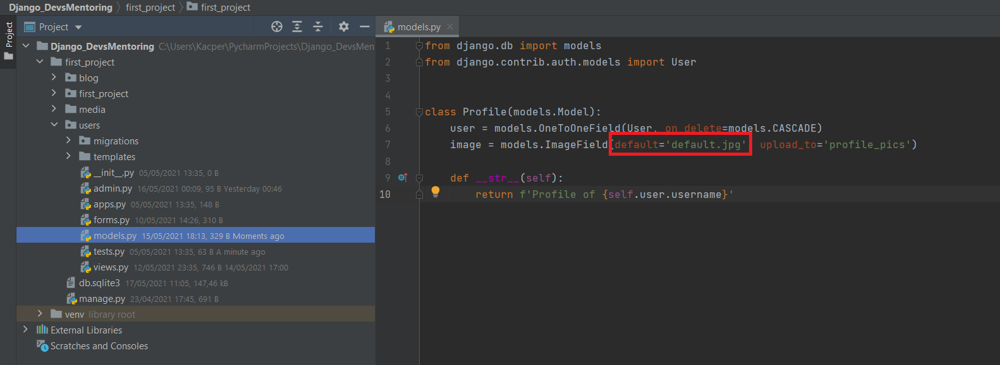 Django_DevsMentoring first_project first_project
Project
Project
models.py
Django_DevsMentoring C:\Users\Kacper\PycharmProjects\Django_DevsMent
first_project
blog
first_project
media
users
migrations
templates
__init__.py 05/05/2021 13:35, 0 B
admin.py 16/05/2021 00:09, 95 B Yesterday 00:46
apps.py 05/05/2021 13:35, 148 B
forms.py 10/05/2021 14:26, 310 B
models.py 15/05/2021 18:13, 329 B Moments ago
tests.py 05/05/2021 13:35, 63 B A minute ago
views.py 12/05/2021 23:35, 746 B 14/05/2021 17:00
db.sqlite3 17/05/2021 11:05, 147,46 kB
manage.py 23/04/2021 17:45, 691 B
venv library root
External Libraries
Scratches and Consoles
1 from django.db import models
2 from django.contrib.auth.models import User
3
4
5 class Profile(models.Model):
6 user = models.OneToOneField(User, on_delete=models.CASCADE)
7 image = models.ImageField(default='default.jpg' upload_to='profile_pics')
8
9 def __str__(self):
10 return f'Profile of {self.user.username}'